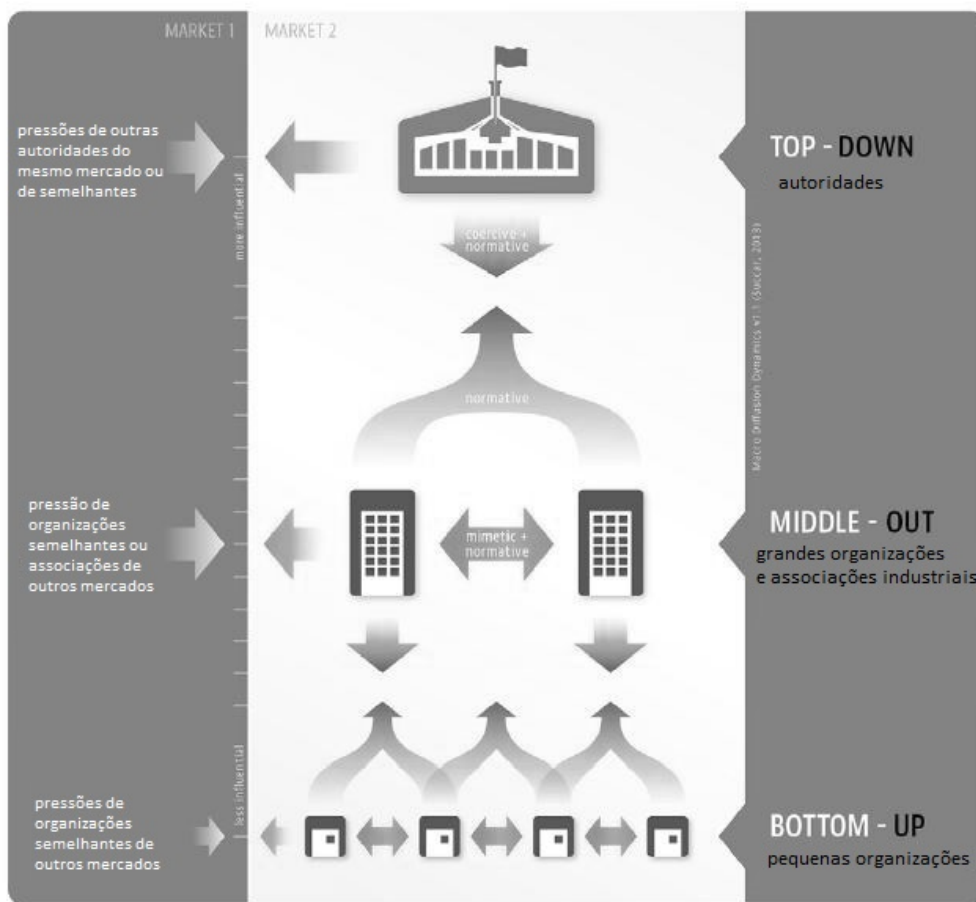 MARKET 1
MARKET 2
pressões de outras
autoridades do
mesmo mercado ou
de semelhantes
more influential
coercive +
normative
TOP - DOWN
autoridades
Macro Diffusion Dynamics v1.1 (Succar, 2013)
normative
pressão de
organizações
semelhantes ou
associações de
outros mercados
mimetic +
normative
MIDDLE - OUT
grandes organizações
e associações industriais
less influential
pressões de
organizações
semelhantes de
outros mercados
BOTTOM - UP
pequenas organizações